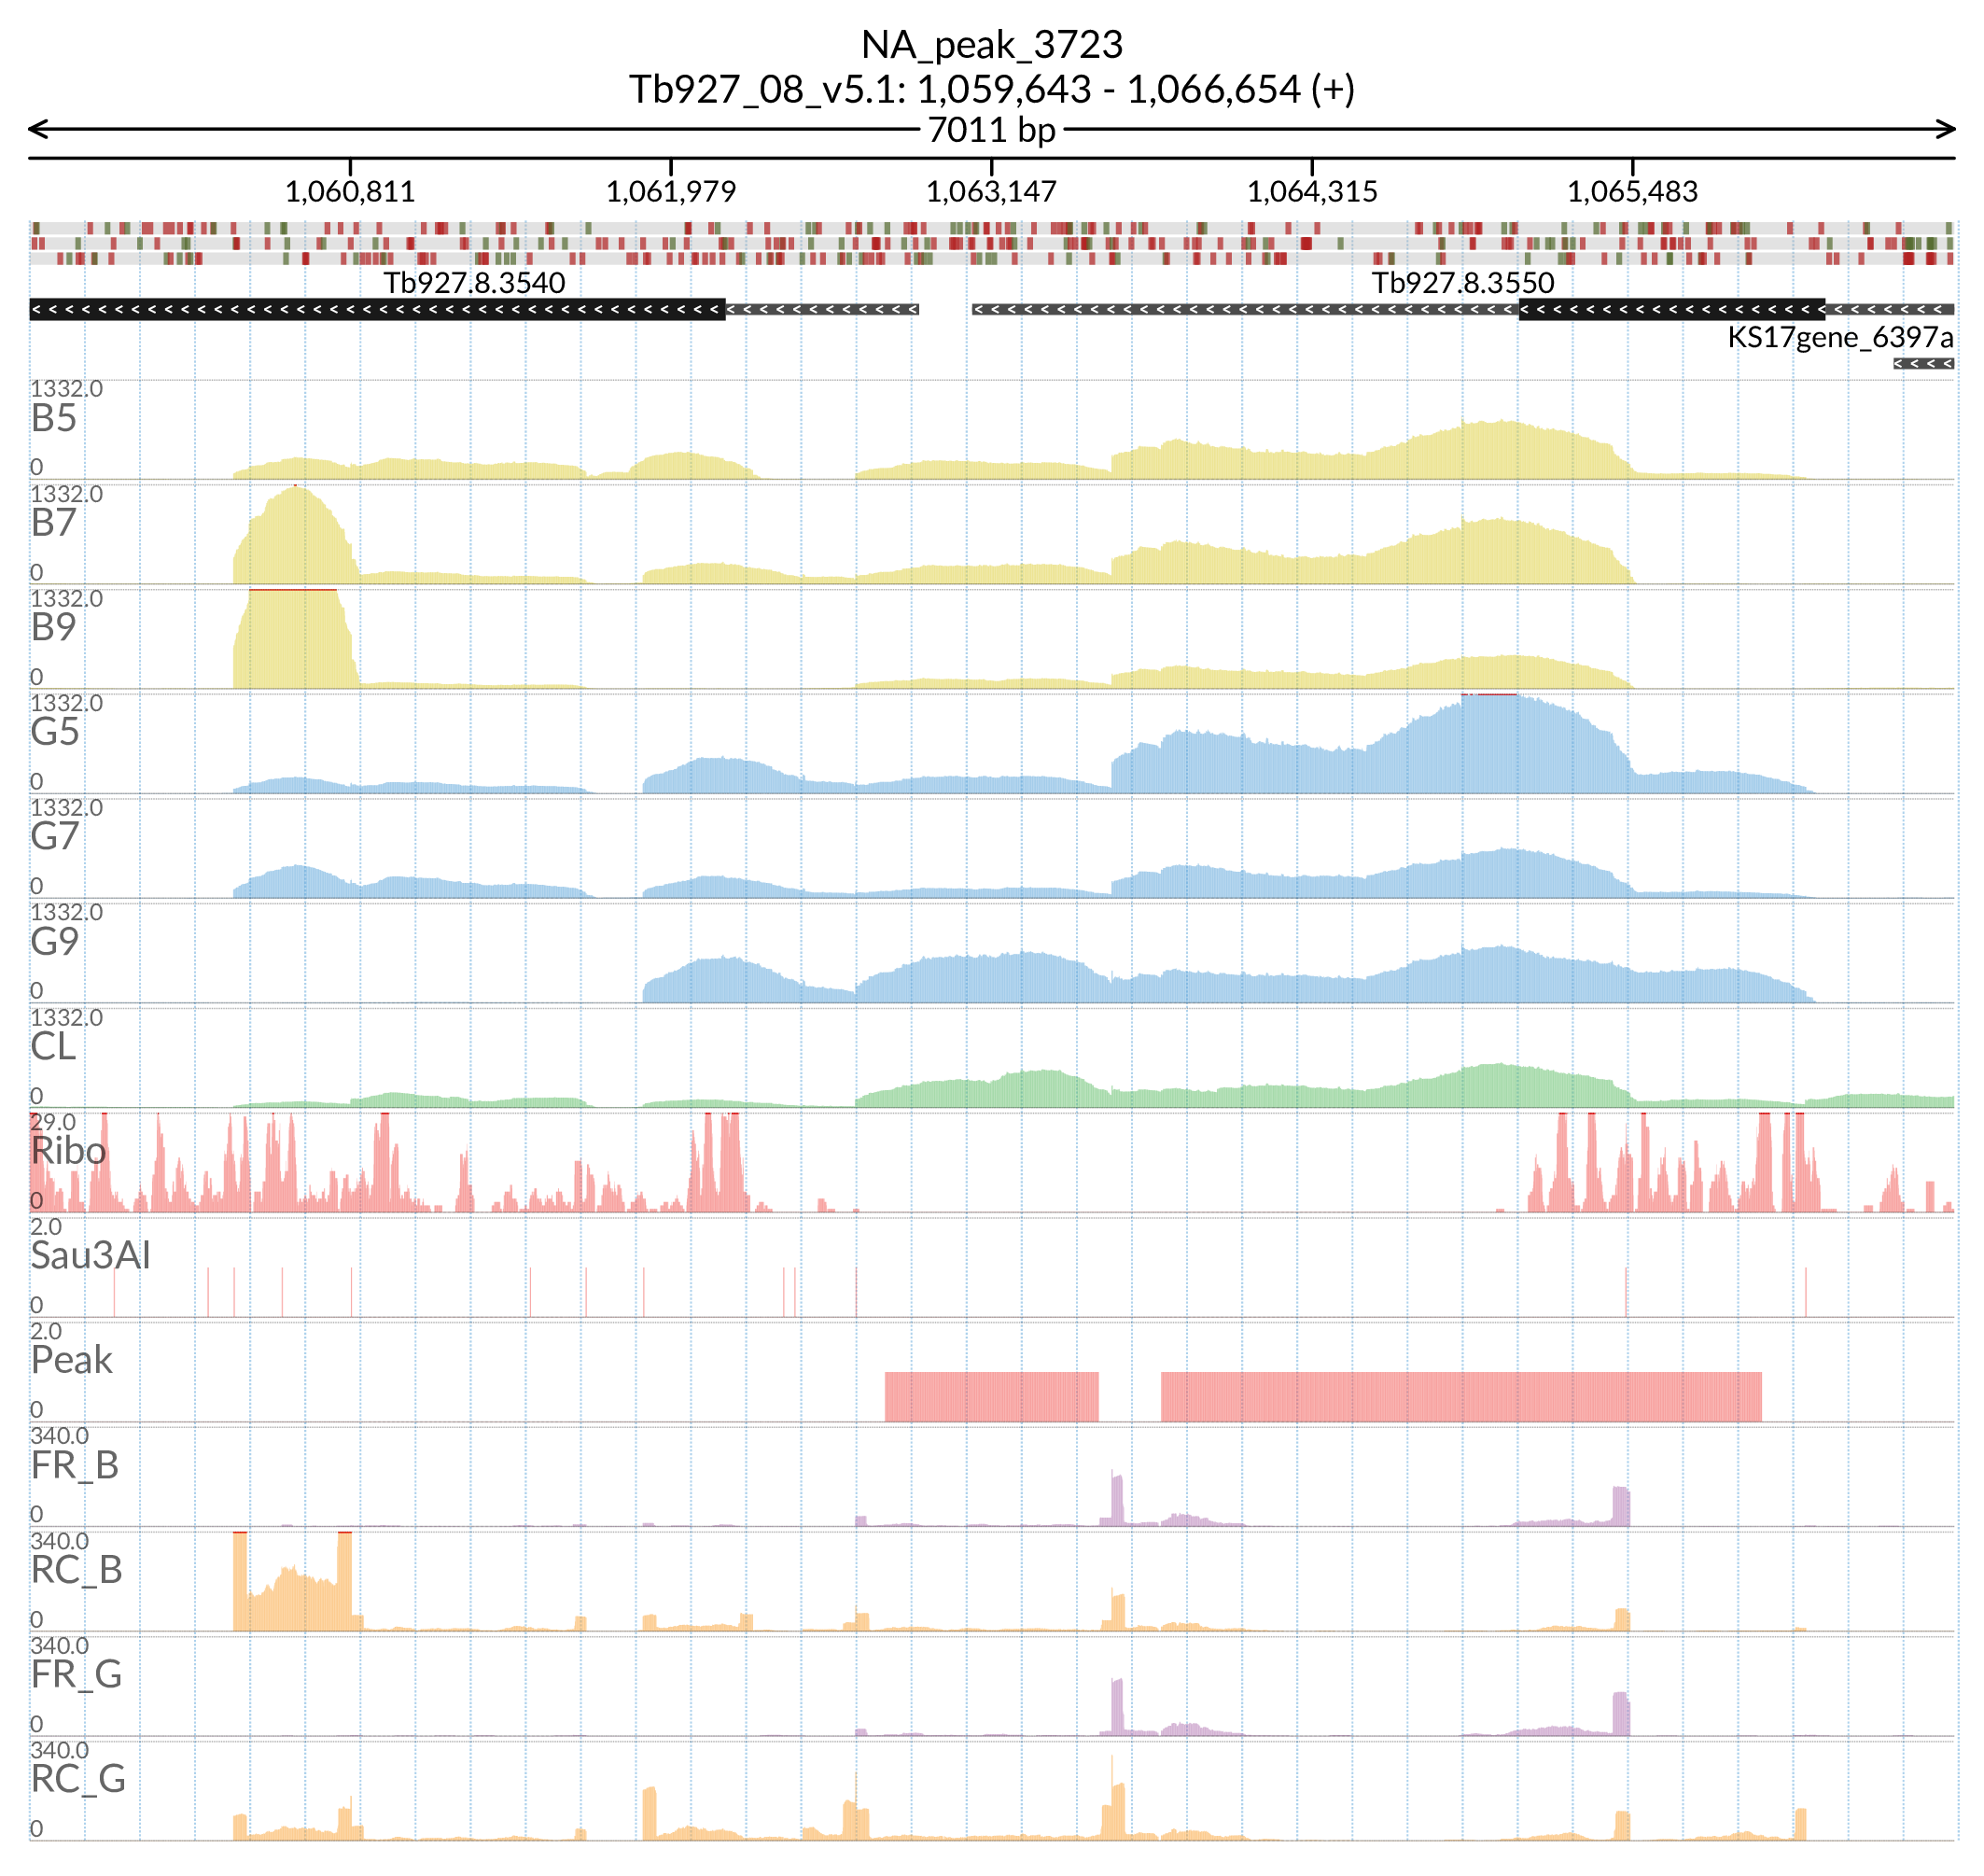 NA_peak_3723
Tb927_08_v5.1: 1,059,643 - 1,066,654 (+)
7011 bp
1,060,811 1,061,979 1,063,147 1,064,315 1,065,483
Tb927.8.3540 Tb927.8.3550
KS17gene_6397a
1332.0
B5
0
1332.0
B7
0
1332.0
B9
0
1332.0
G5
0
1332.0
G7
0
1332.0
G9
0
1332.0
CL
0
29.0
Ribo
0
2.0
Sau3AI
0
2.0
Peak
0
340.0
FR_B
0
340.0
RC_B
0
340.0
FR_G
0
340.0
RC_G
0